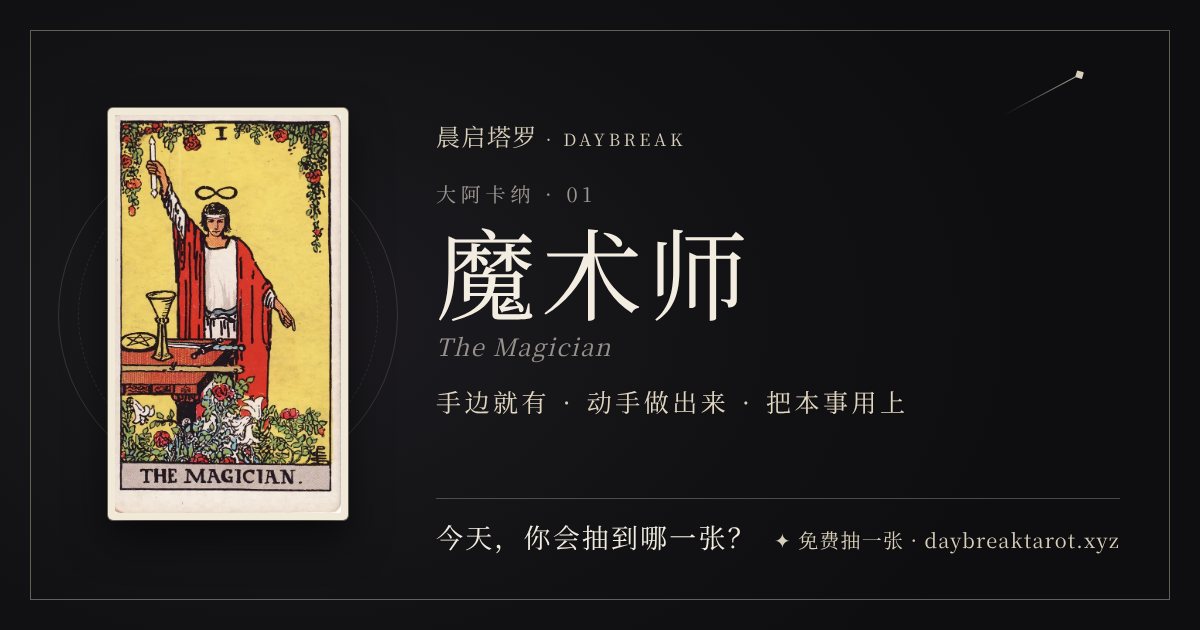 I
THE MAGICIAN.
晨启塔罗 · DAYBREAK
大阿卡纳 · 01
魔术师
The Magician
手边就有 · 动手做出来 · 把本事用上
今天，你会抽到哪一张？
✦ 免费抽一张 · daybreaktarot.xyz